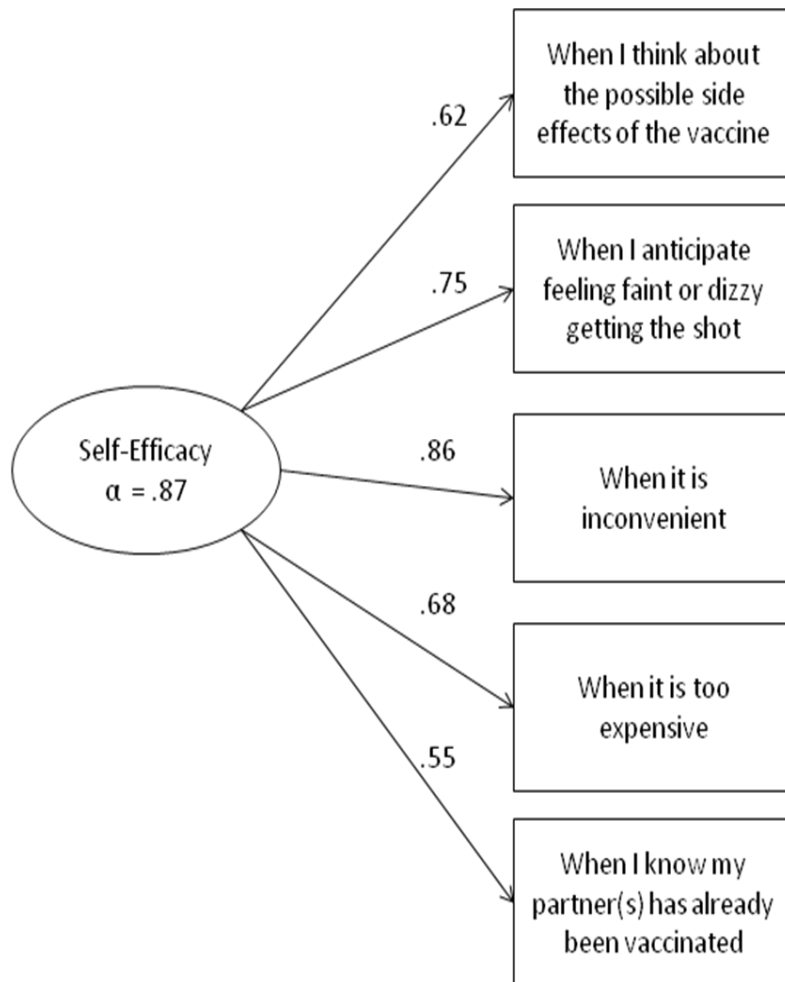 When I think about
the possible side
effects of the vaccine
.62
When I anticipate
feeling faint or dizzy
getting the shot
.75
Self-Efficacy
α = .87
.86
When it is
inconvenient
.68
When it is too
expensive
.55
When I know my
partner(s) has already
been vaccinated